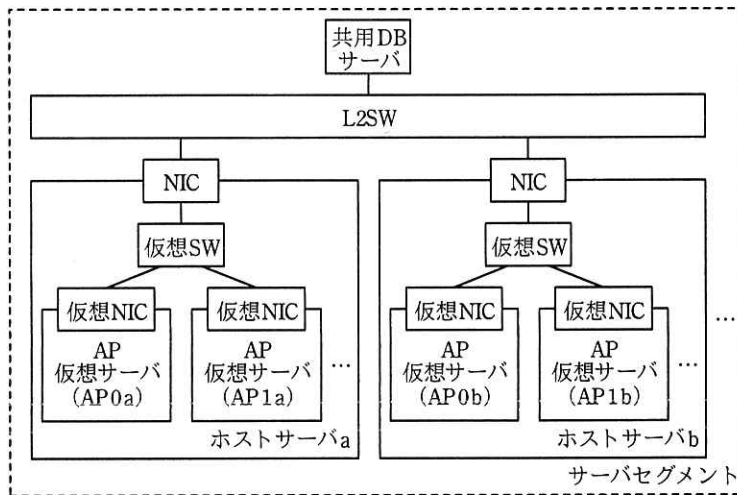 共用DB
サーバ
L2SW
NIC
NIC
仮想SW
仮想SW
仮想NIC
仮想NIC
仮想NIC
仮想NIC
AP
仮想サーバ
(AP0a)
AP
仮想サーバ
(AP1a)
…
AP
仮想サーバ
(AP0b)
AP
仮想サーバ
(AP1b)
…
…
ホストサーバa
ホストサーバb
サーバセグメント